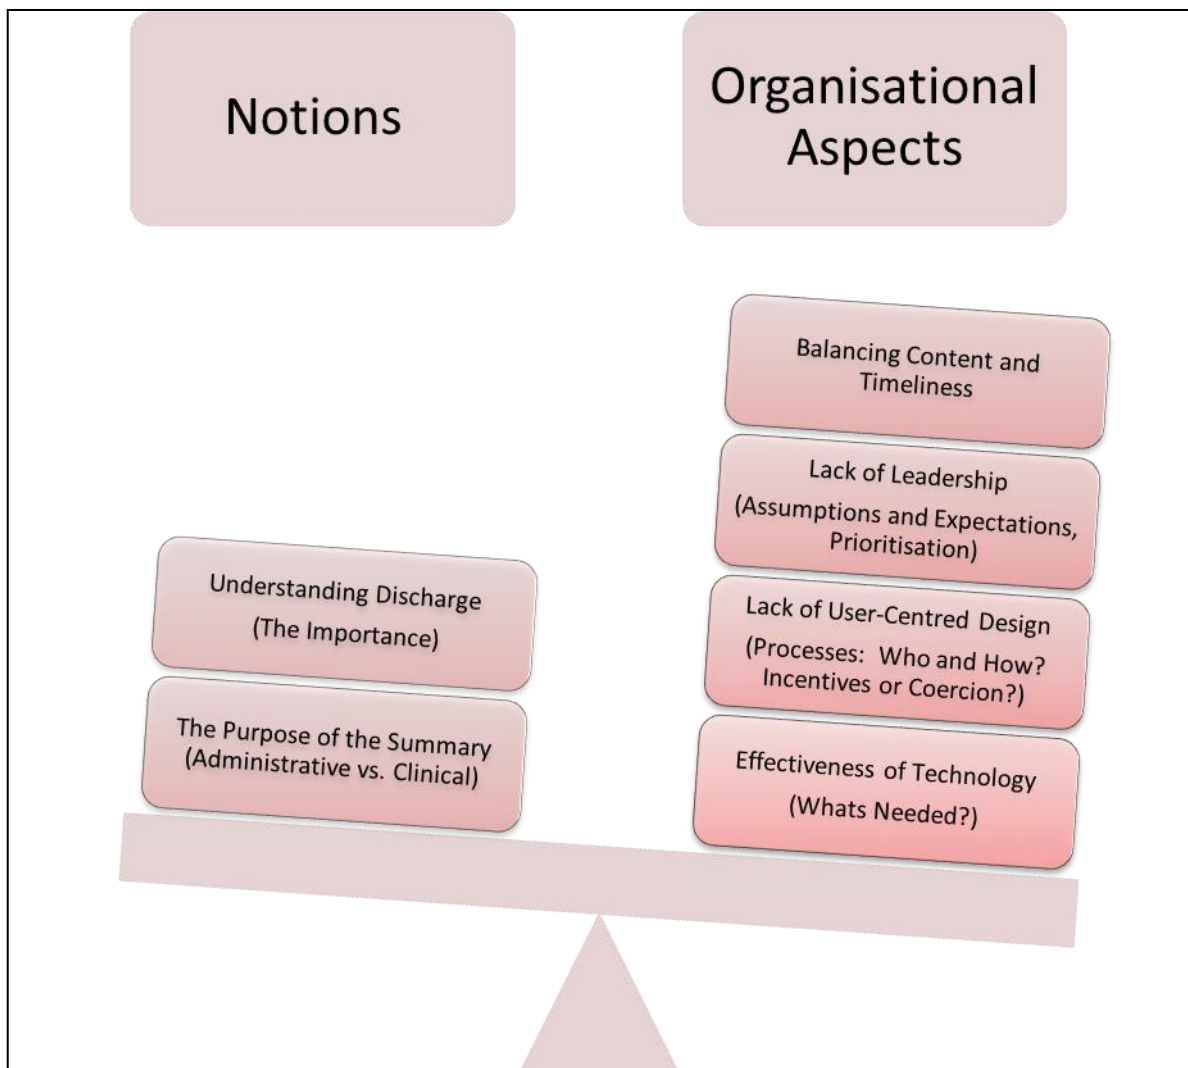 Notions
Organisational
Aspects
Understanding Discharge
(The Importance)
The Purpose of the Summary
(Administrative vs. Clinical)
Balancing Content and
Timeliness
Lack of Leadership
(Assumptions and Expectations,
Prioritisation)
Lack of User-Centred Design
(Processes: Who and How?
Incentives or Coercion?)
Effectiveness of Technology
(Whats Needed?)